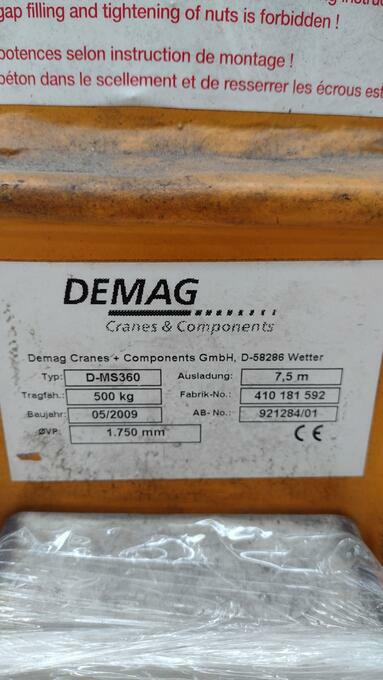 gap filling and tightening of nuts is forbidden !
potences selon instruction de montage !
béton dans le scellement et de resserrer les écrous est
DEMAG
Cranes & Components
Demag Cranes + Components GmbH, D-58286 Wetter
Typ: D-MS360 Ausladung: 7,5 m
Tragfäh.: 500 kg Fabrik-No.: 410 181 592
Baujahr: 05/2009 AB- No.: 921284/01
ØVP: 1.750 mm CE